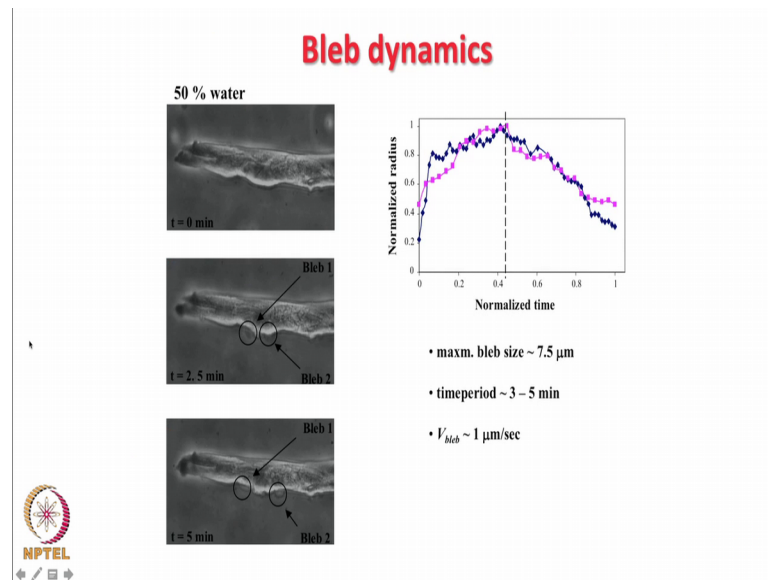 Bleb dynamics
50 % water
t = 0 min
Bleb 1
t = 2. 5 min
Bleb 2
Bleb 1
t = 5 min
Bleb 2
Normalized radius
1
0.8
0.6
0.4
0.2
0
0 0.2 0.4 0.6 0.8 1
Normalized time
• maxm. bleb size ~ 7.5 μm
• timeperiod ~ 3 – 5 min
• Vbleb ~ 1 μm/sec
NPTEL